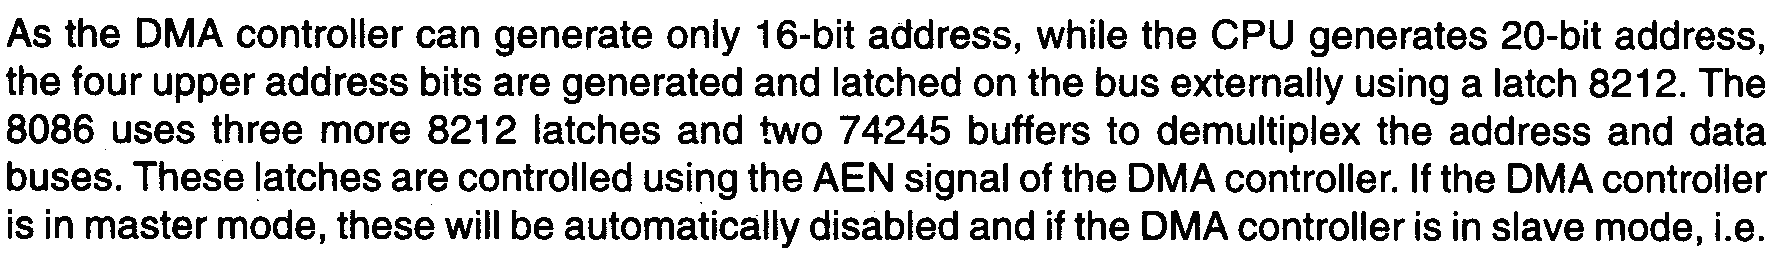 As the DMA controller can generate only 16-bit address, while the CPU generates 20-bit address,
the four upper address bits are generated and latched on the bus externally using a latch 8212. The
8086 uses three more 8212 latches and two 74245 buffers to demultiplex the address and data
buses. These latches are controlled using the AEN signal of the DMA controller. If the DMA controller
is in master mode, these will be automatically disabled and if the DMA controller is in slave mode, i.e.